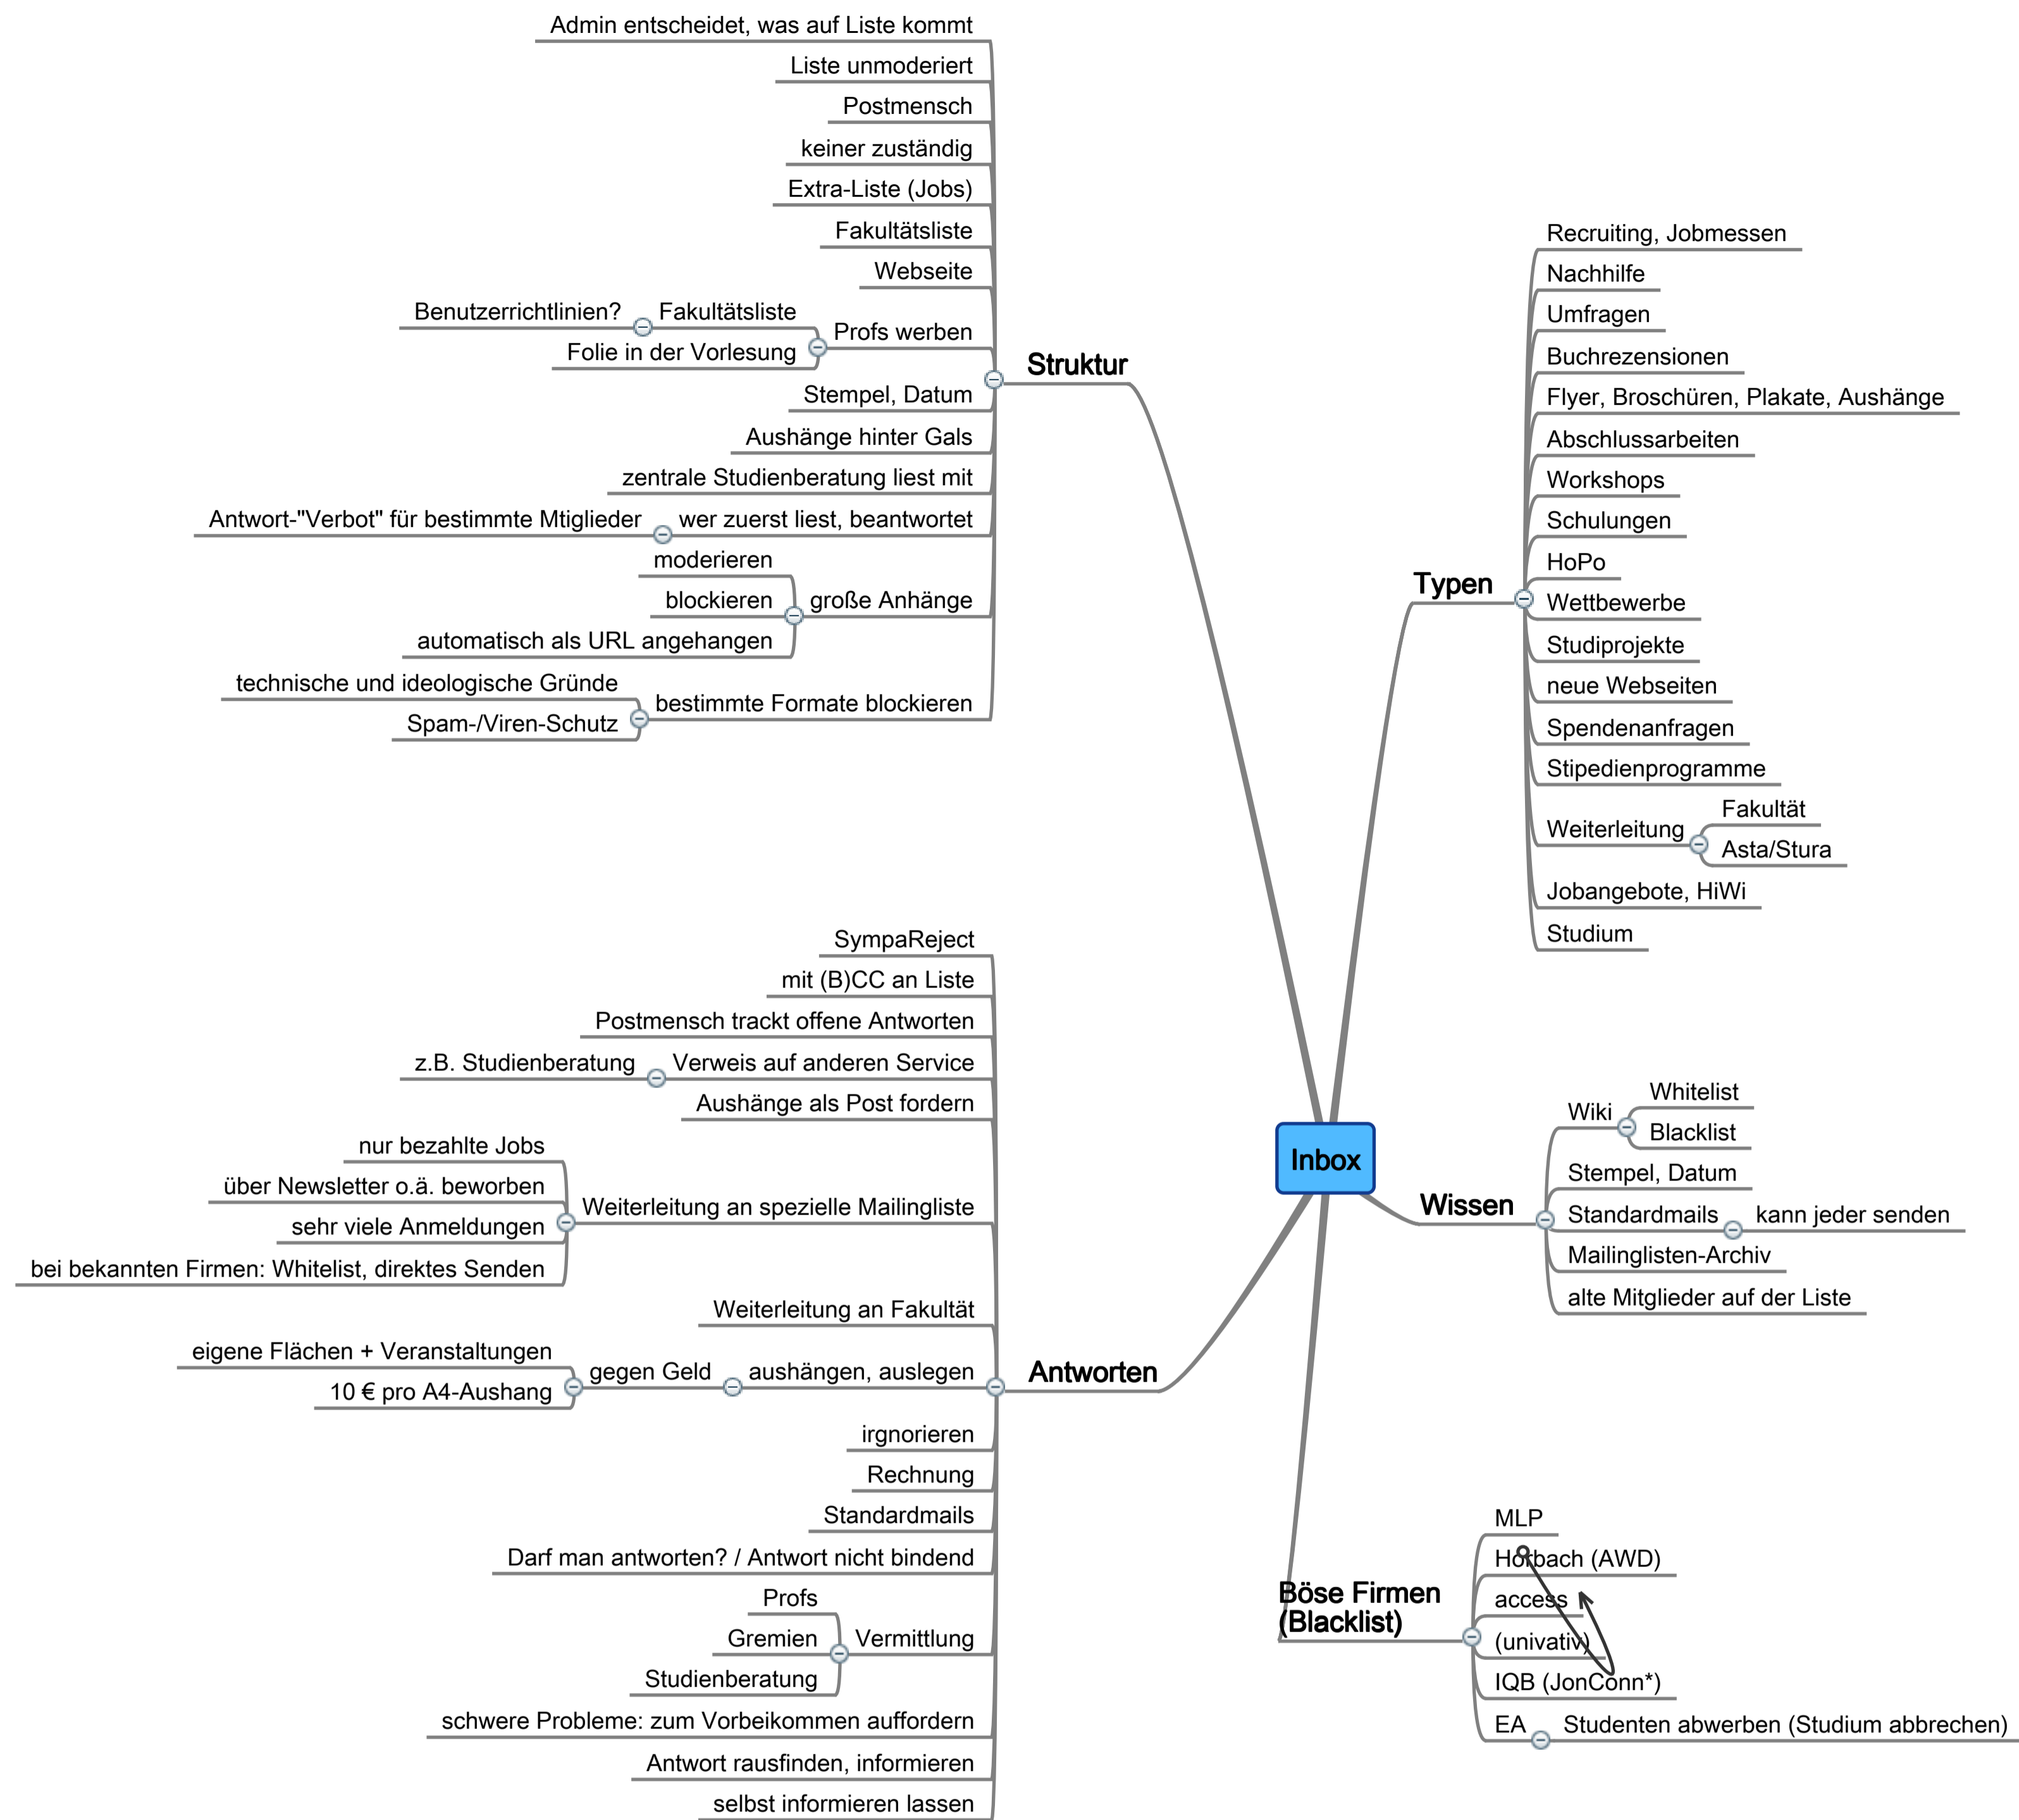 Admin entscheidet, was auf Liste kommt
Liste unmoderiert
Postmensch
keiner zuständig
Extra-Liste (Jobs)
Fakultätsliste
Webseite
Benutzerrichtlinien?
Fakultätsliste
Folie in der Vorlesung
Profs werben
Struktur
Stempel, Datum
Aushänge hinter Gals
zentrale Studienberatung liest mit
Antwort-"Verbot" für bestimmte Mtiglieder
wer zuerst liest, beantwortet
moderieren
blockieren
automatisch als URL angehangen
große Anhänge
technische und ideologische Gründe
Spam-/Viren-Schutz
bestimmte Formate blockieren
Recruiting, Jobmessen
Nachhilfe
Umfragen
Buchrezensionen
Flyer, Broschüren, Plakate, Aushänge
Abschlussarbeiten
Workshops
Schulungen
HoPo
Typen
Wettbewerbe
Studiprojekte
neue Webseiten
Spendenanfragen
Stipedienprogramme
Weiterleitung
Fakultät
Asta/Stura
Jobangebote, HiWi
Studium
SympaReject
mit (B)CC an Liste
Postmensch trackt offene Antworten
z.B. Studienberatung
Verweis auf anderen Service
Aushänge als Post fordern
nur bezahlte Jobs
über Newsletter o.ä. beworben
sehr viele Anmeldungen
bei bekannten Firmen: Whitelist, direktes Senden
Weiterleitung an spezielle Mailingliste
Weiterleitung an Fakultät
eigene Flächen + Veranstaltungen
10 € pro A4-Aushang
gegen Geld
aushängen, auslegen
Antworten
irgnorieren
Rechnung
Standardmails
Darf man antworten? / Antwort nicht bindend
Profs
Gremien
Studienberatung
Vermittlung
schwere Probleme: zum Vorbeikommen auffordern
Antwort rausfinden, informieren
selbst informieren lassen
Inbox
Wissen
Wiki
Whitelist
Blacklist
Stempel, Datum
Standardmails
kann jeder senden
Mailinglisten-Archiv
alte Mitglieder auf der Liste
Böse Firmen
(Blacklist)
MLP
Horbach (AWD)
access
(univativ)
IQB (JonConn*)
EA
Studenten abwerben (Studium abbrechen)